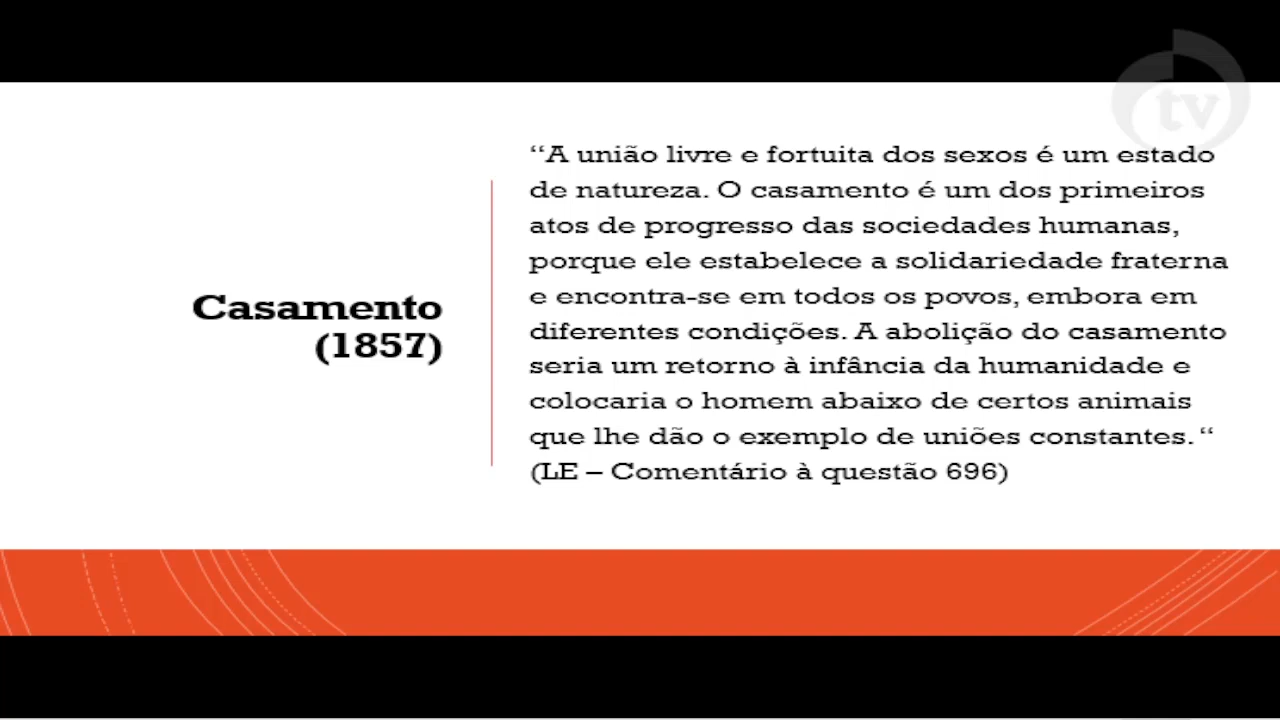 tv
Casamento
(1857)
“A união livre e fortuita dos sexos é um estado
de natureza. O casamento é um dos primeiros
atos de progresso das sociedades humanas,
porque ele estabelece a solidariedade fraterna
e encontra-se em todos os povos, embora em
diferentes condições. A abolição do casamento
seria um retorno à infância da humanidade e
colocaria o homem abaixo de certos animais
que lhe dão o exemplo de uniões constantes. “
(LE – Comentário à questão 696)